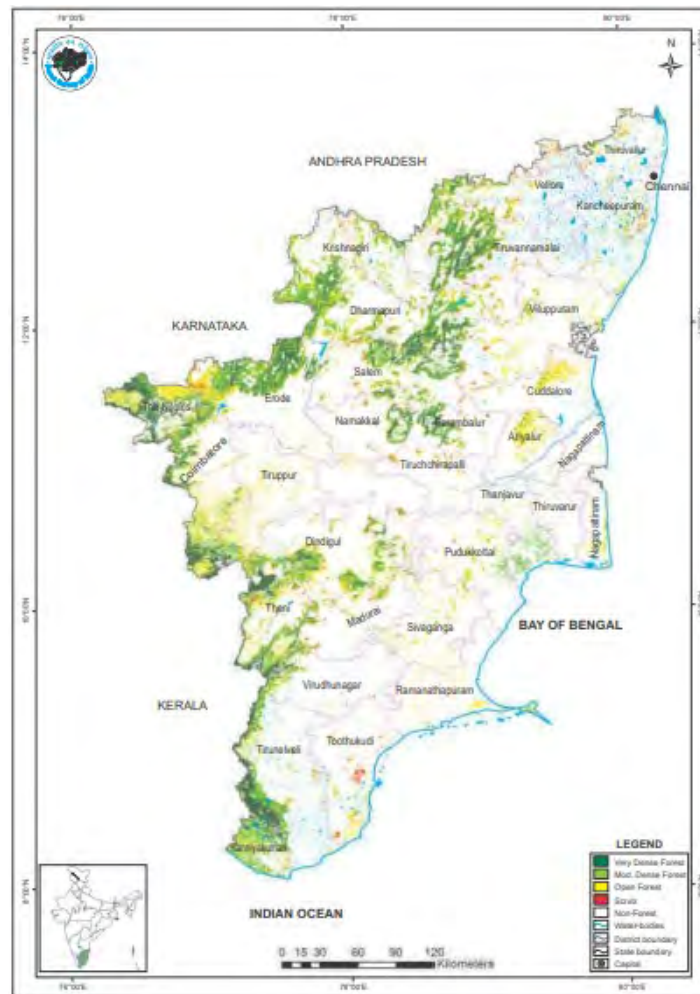 N
ANDHRA PRADESH
Thiruvallur
Chennai
Vellore
Kancheepuram
Krishnagiri
Tiruvannamalai
Dharmapuri
Viluppuram
KARNATAKA
Salem
Cuddalore
Erode
Namakkal
Perambalur
Ariyalur
Coimbatore
Nagapattinam
Tiruppur
Tiruchchirapalli
Thanjavur
Thiruvarur
Nagapattinam
Dindigul
Pudukkottai
Theni
Madurai
Sivaganga
BAY OF BENGAL
Virudhunagar
Ramanathapuram
KERALA
Tirunelveli
Toothukudi
Kanniyakumari
INDIAN OCEAN
0 15 30 60 90 120
Kilometers
LEGEND
Very Dense Forest
Mod. Dense Forest
Open Forest
Scrub
Non-Forest
Water-bodies
District boundary
State boundary
Capital